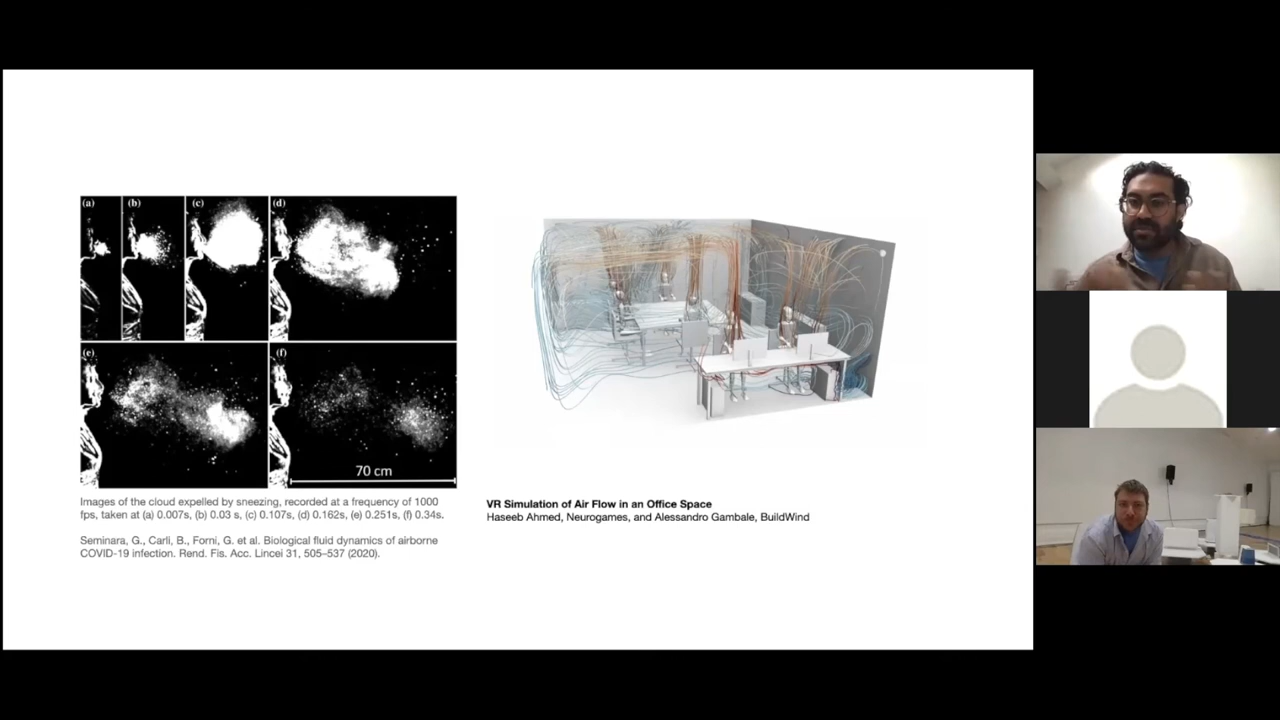 (a)
(b)
(c)
(d)
(e)
(f)
70 cm
Images of the cloud expelled by sneezing, recorded at a frequency of 1000
fps, taken at (a) 0.007s, (b) 0.03 s, (c) 0.107s, (d) 0.162s, (e) 0.251s, (f) 0.34s.
Seminara, G., Carli, B., Forni, G. et al. Biological fluid dynamics of airborne
COVID-19 infection. Rend. Fis. Acc. Lincei 31, 505–537 (2020).
VR Simulation of Air Flow in an Office Space
Haseeb Ahmed, Neurogames, and Alessandro Gambale, BuildWind